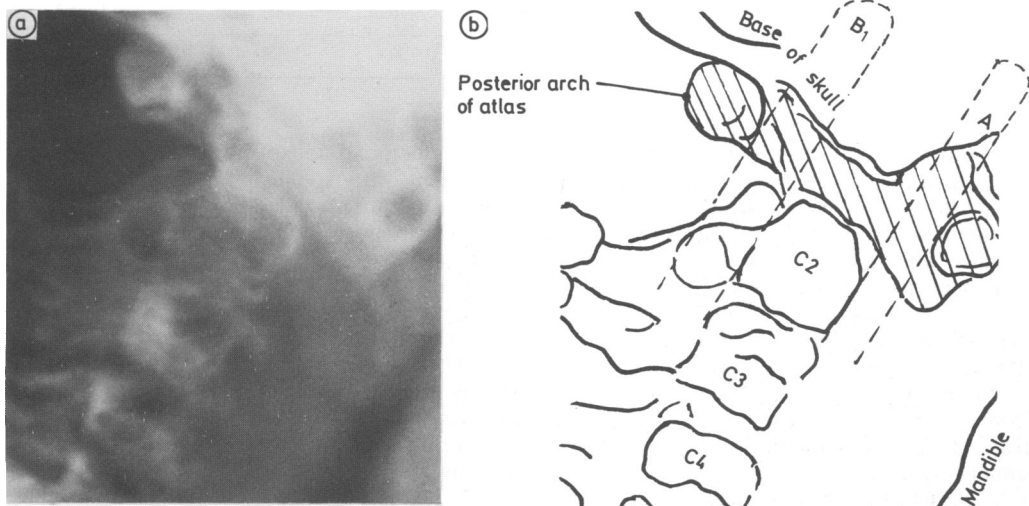 a
b
Base of skull
B1
A
Posterior arch
of atlas
C2
C3
C4
Mandible